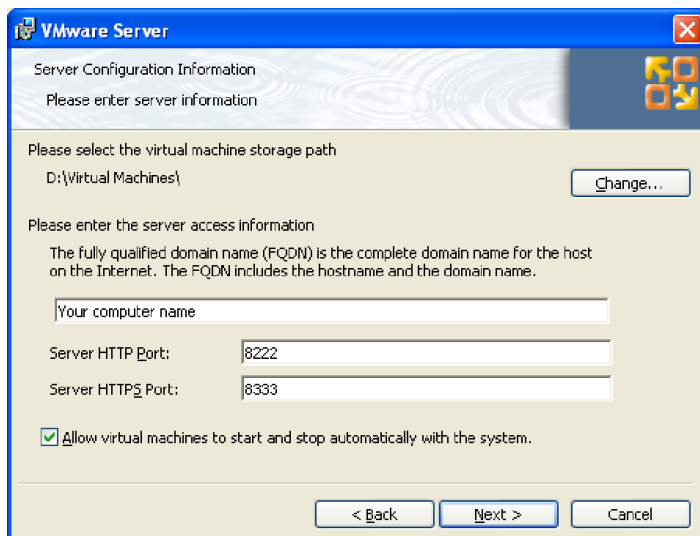 VMware Server
Server Configuration Information
Please enter server information
Please select the virtual machine storage path
D:\Virtual Machines\
Change...
Please enter the server access information
The fully qualified domain name (FQDN) is the complete domain name for the host
on the Internet. The FQDN includes the hostname and the domain name.
Your computer name
Server HTTP Port: 8222
Server HTTPS Port: 8333
Allow virtual machines to start and stop automatically with the system.
< Back Next > Cancel